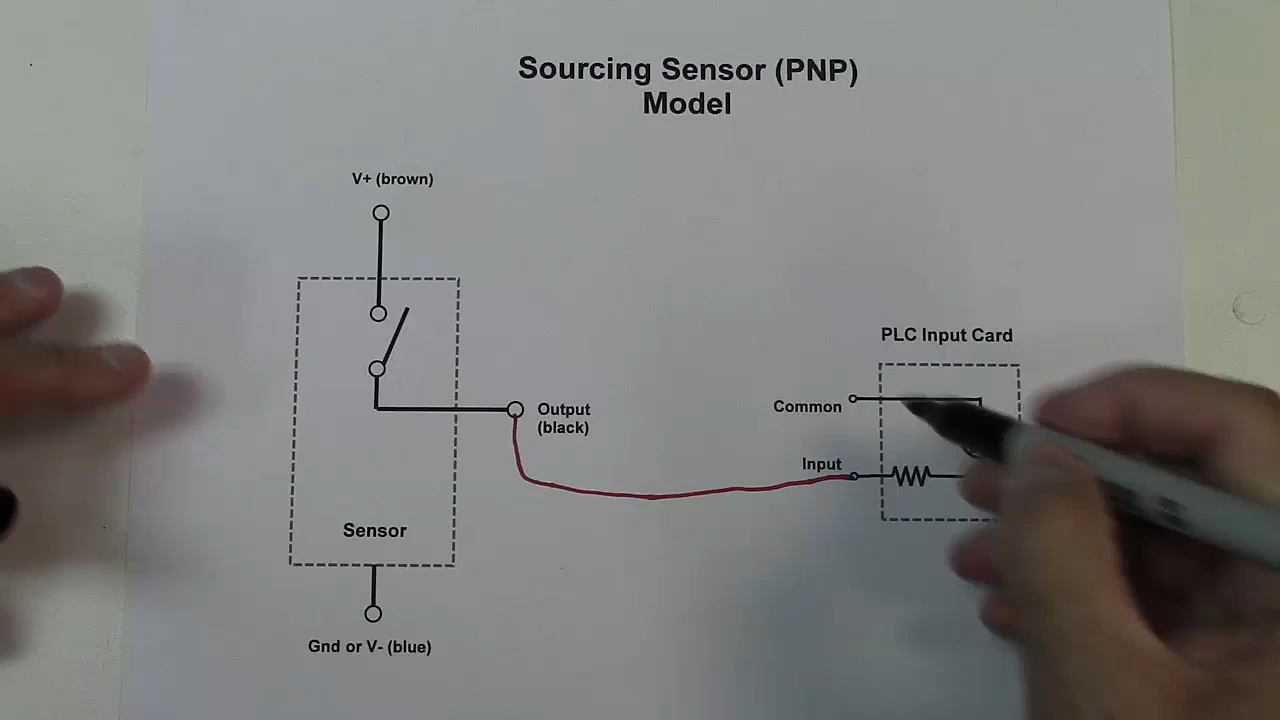 Sourcing Sensor (PNP)
Model
V+ (brown)
PLC Input Card
Common
Output
(black)
Input
Sensor
Gnd or V- (blue)